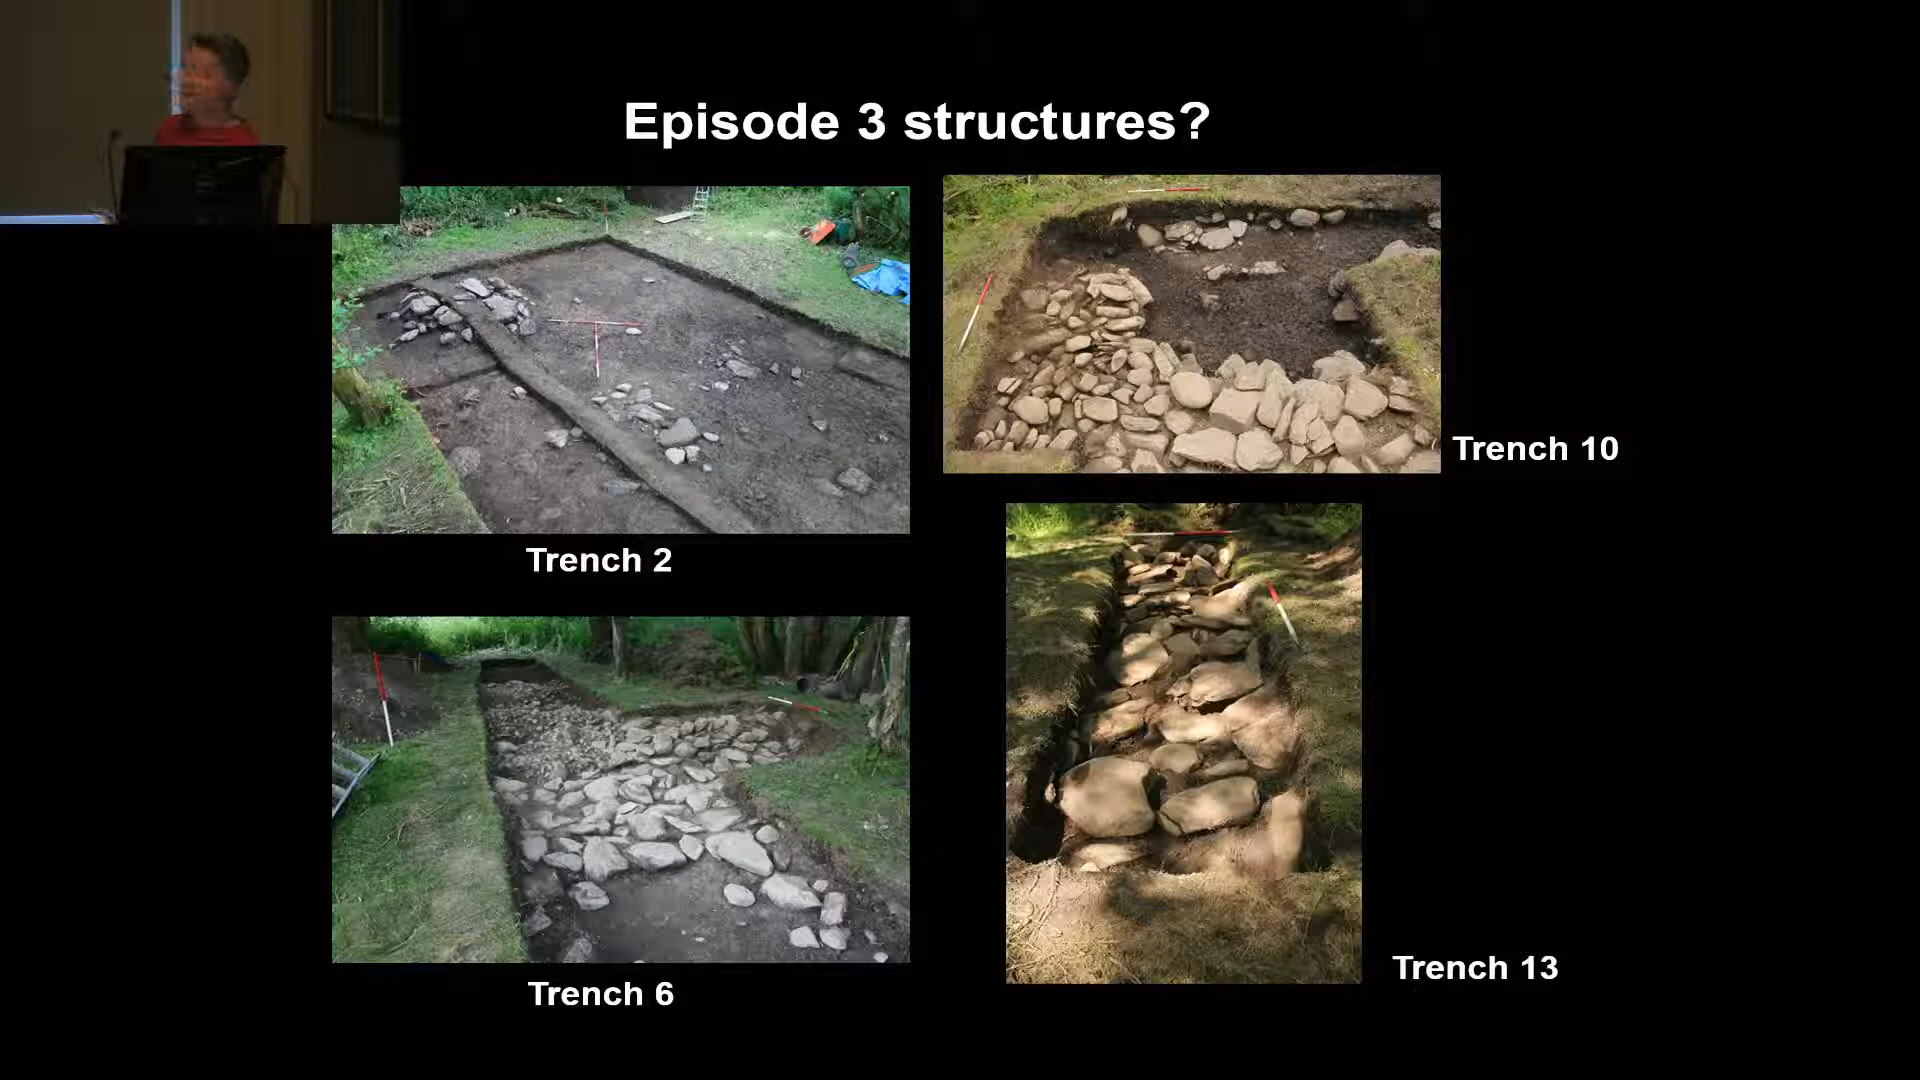 Episode 3 structures?
Trench 10
Trench 2
Trench 13
Trench 6